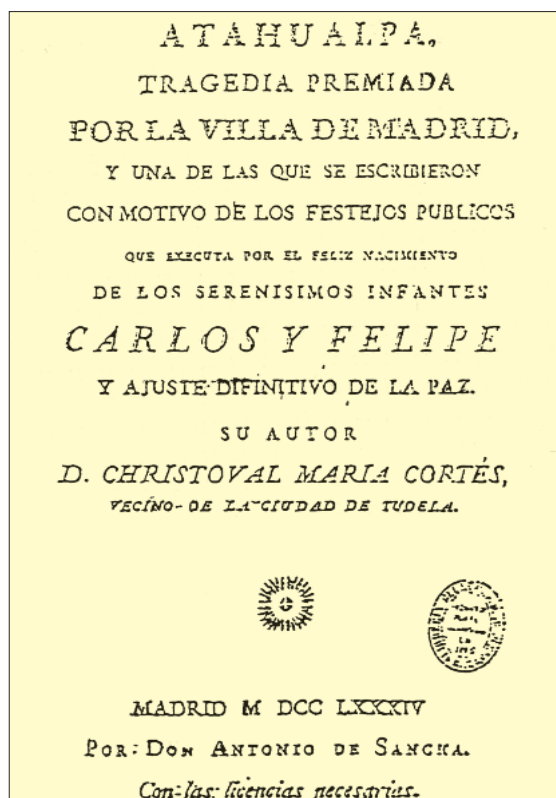 ATAHUALPA,
TRAGEDIA PREMIADA
POR LA VILLA DE MADRID,
Y UNA DE LAS QUE SE ESCRIBIERON
CON MOTIVO DE LOS FESTEJOS PUBLICOS
QUE EXECUTA POR EL FELIZ NACIMIENTO
DE LOS SERENISIMOS INFANTES
CARLOS Y FELIPE
Y AJUSTE DIFINITIVO DE LA PAZ.
SU AUTOR
D. CHRISTOVAL MARIA CORTÉS,
VECINO DE LA CIUDAD DE TUDELA.
MADRID M DCC LXXXIV
POR DON ANTONIO DE SANCHA.
Con las licencias necesarias.